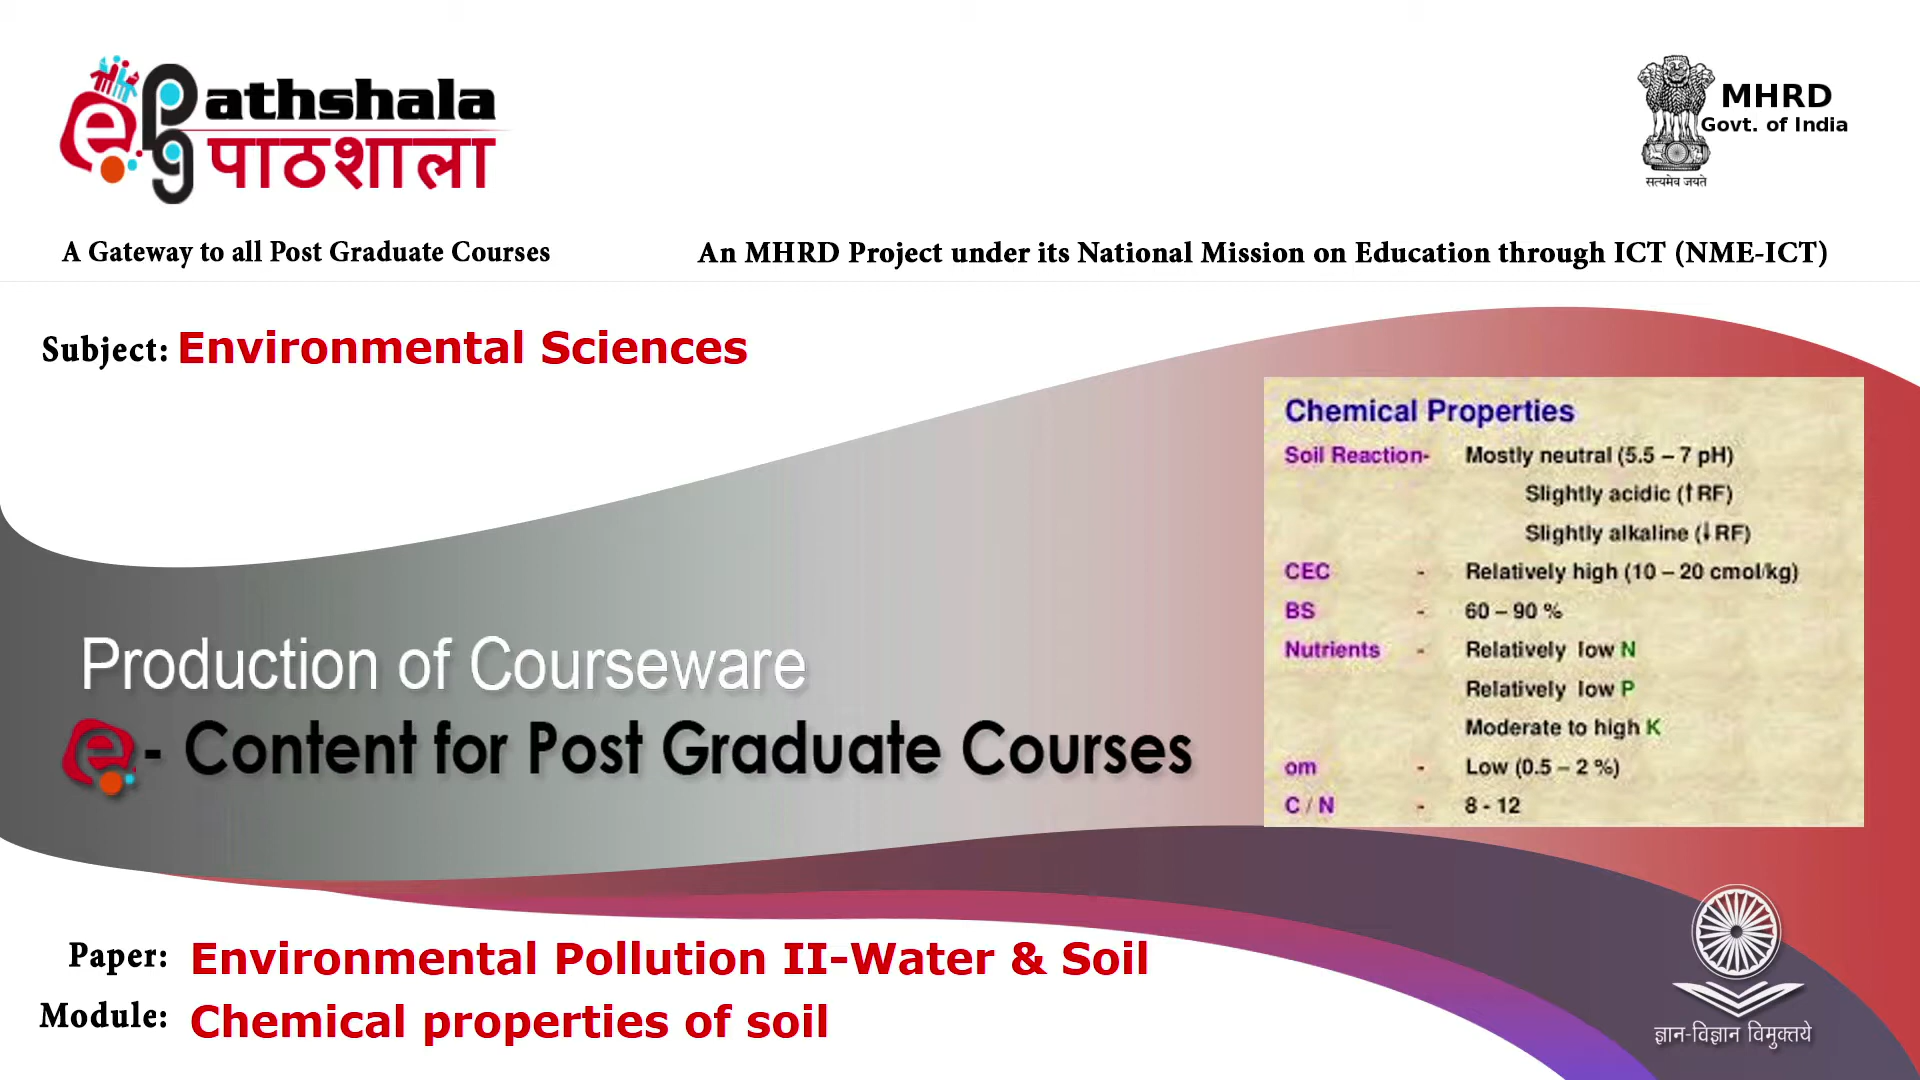 e PG Pathshala
पाठशाला
MHRD
Govt. of India
सत्यमेव जयते
A Gateway to all Post Graduate Courses
An MHRD Project under its National Mission on Education through ICT (NME-ICT)
Subject: Environmental Sciences
Chemical Properties
Soil Reaction- Mostly neutral (5.5 – 7 pH)
Slightly acidic (↑RF)
Slightly alkaline (↓RF)
CEC - Relatively high (10 – 20 cmol/kg)
BS - 60 – 90 %
Nutrients - Relatively low N
Relatively low P
Moderate to high K
om - Low (0.5 – 2 %)
C / N - 8 - 12
Production of Courseware
e - Content for Post Graduate Courses
Paper: Environmental Pollution II-Water & Soil
Module: Chemical properties of soil
ज्ञान-विज्ञान विमुक्तये